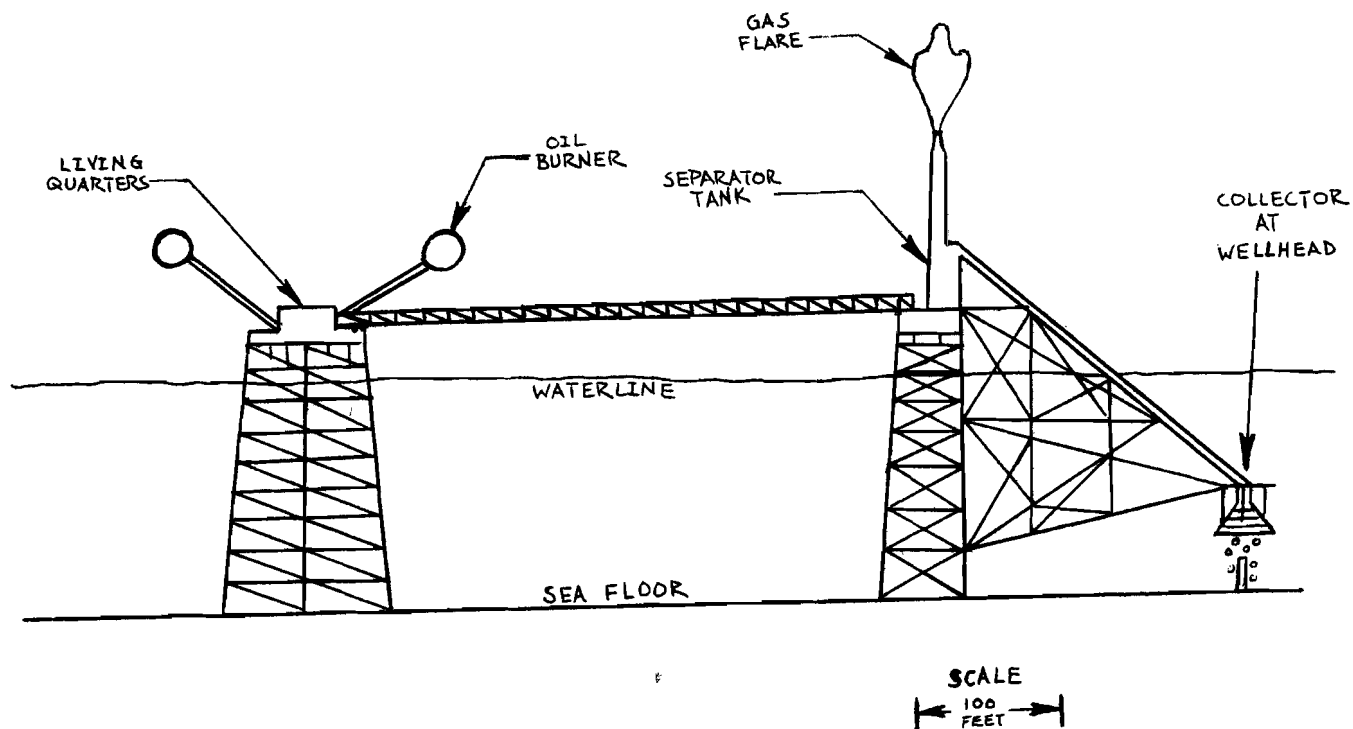 GAS
FLARE
OIL
BURNER
LIVING
QUARTERS
SEPARATOR
TANK
COLLECTOR
AT
WELLHEAD
WATERLINE
SEA FLOOR
SCALE
100
FEET